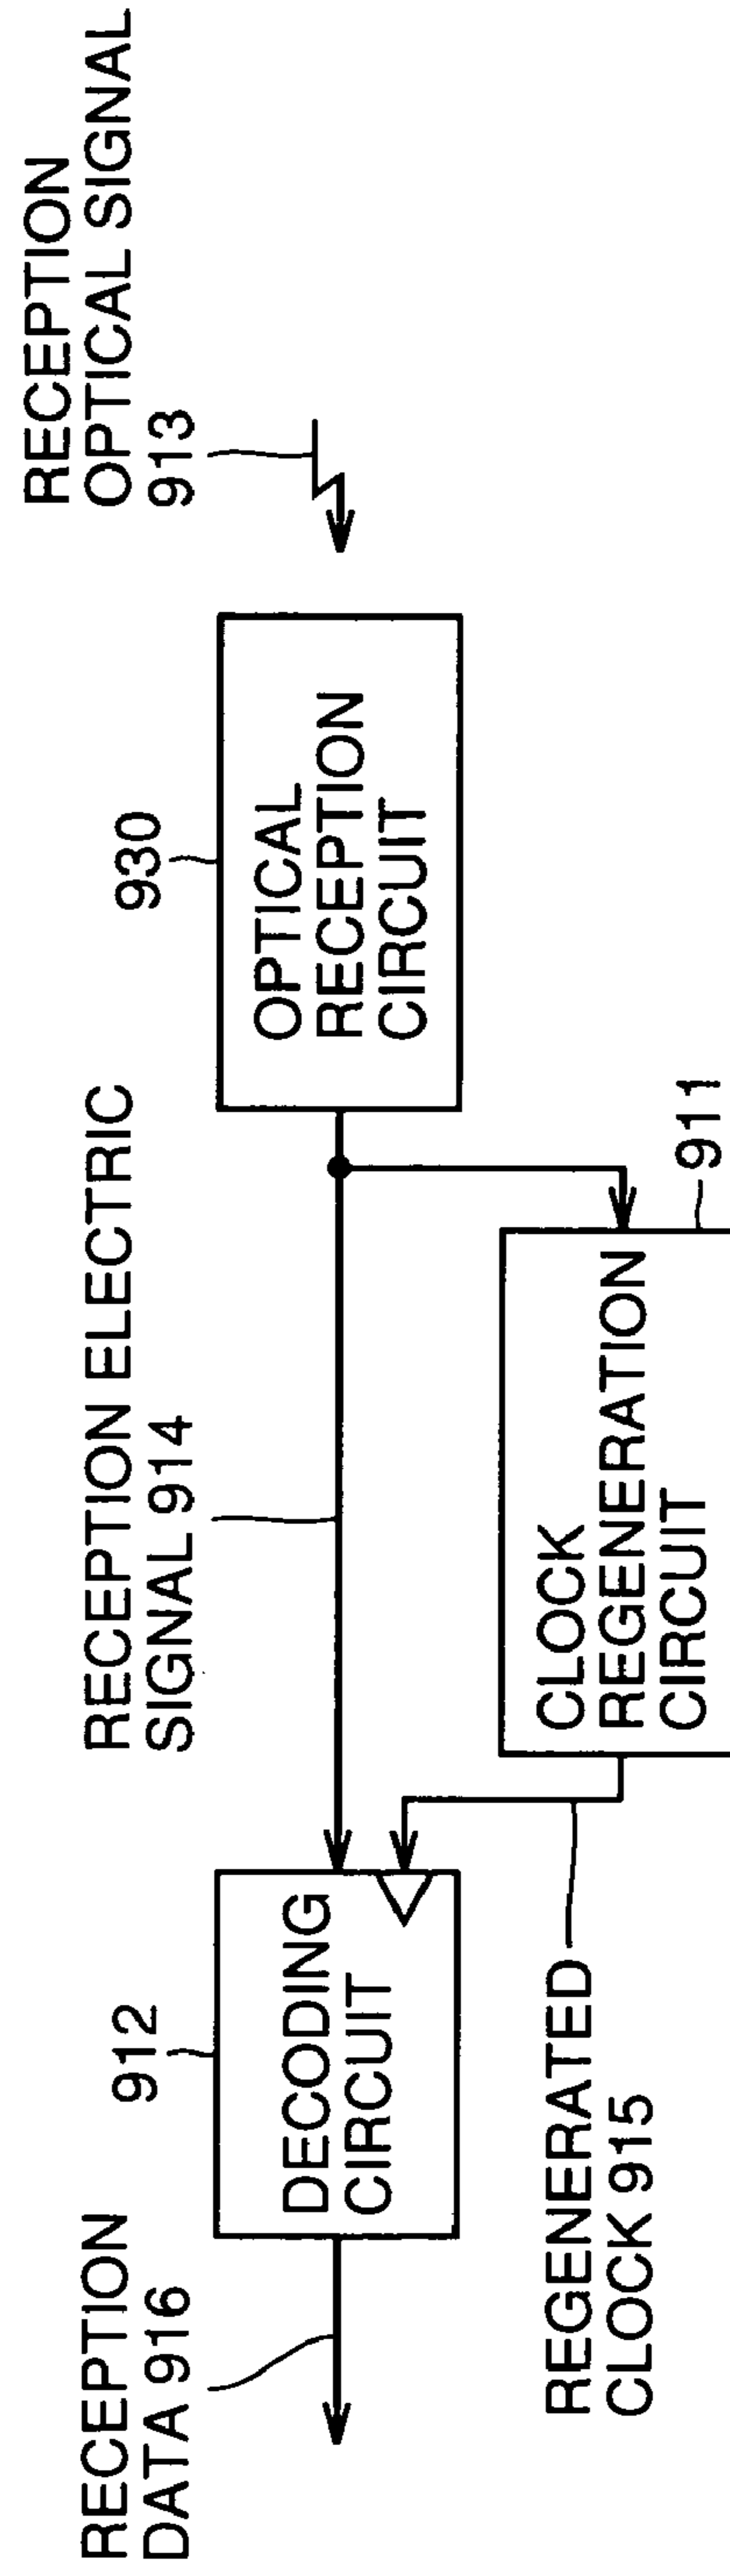 RECEPTION
OPTICAL SIGNAL
913
930
OPTICAL
RECEPTION
CIRCUIT
RECEPTION ELECTRIC
SIGNAL 914
911
CLOCK
REGENERATION
CIRCUIT
912
DECODING
CIRCUIT
REGENERATED
CLOCK 915
RECEPTION
DATA 916